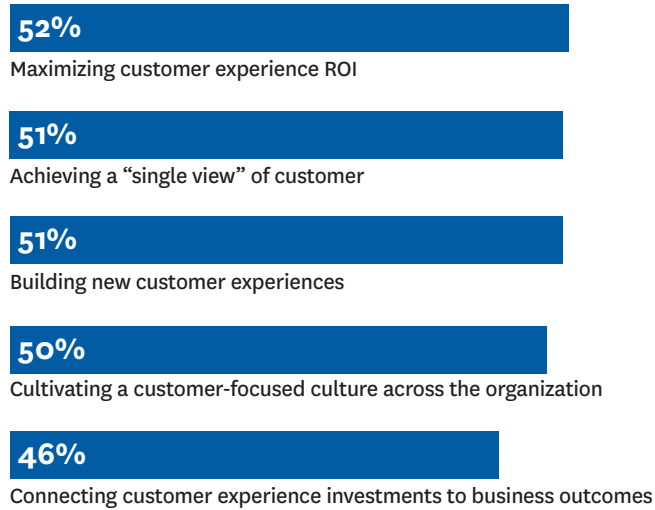 52%
Maximizing customer experience ROI
51%
Achieving a “single view” of customer
51%
Building new customer experiences
50%
Cultivating a customer-focused culture across the organization
46%
Connecting customer experience investments to business outcomes